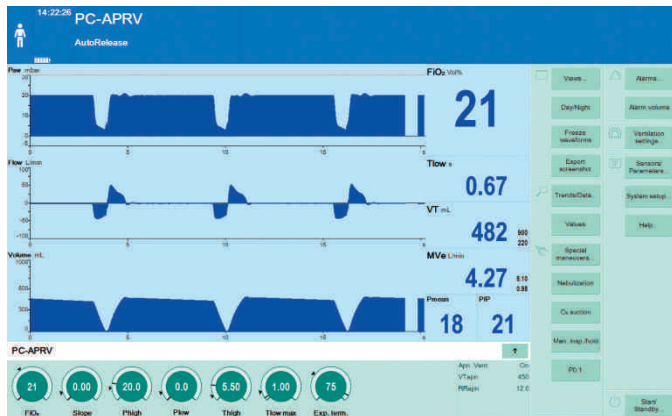 14:22:26 PC-APRV
AutoRelease
Paw mbar
FiO₂ Vol%
21
Flow L/min
Tlow s
0.67
VT mL
482
Volume mL
MVe L/min
4.27
Pmean
18
PIP
21
PC-APRV
21
0.00
20.0
0.0
5.50
1.00
75
FiO₂
Slope
Phigh
Plow
Thigh
Tlow max
Exp. term.
Apn. Vent. On
VTapn 450
RRapn 12.0
Views...
Day/Night
Freeze
waveforms
Export
screenshot
Trends/Data...
Values
Special
maneuvers...
Nebulization
O₂ suction
Man. insp./hold
P0.1...
Alarms...
Alarm volume
Ventilation
settings...
Sensors/
Parameters...
System setup...
Help...
Start/
Standby...